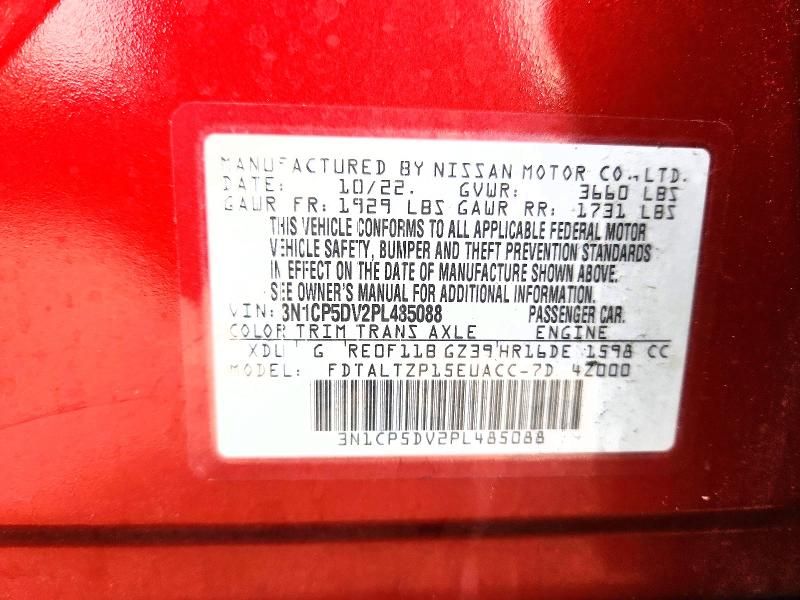 MANUFACTURED BY NISSAN MOTOR CO.,LTD.
DATE: 10/22. GVWR: 3660 LBS
GAWR FR: 1929 LBS GAWR RR: 1731 LBS
THIS VEHICLE CONFORMS TO ALL APPLICABLE FEDERAL MOTOR
VEHICLE SAFETY, BUMPER AND THEFT PREVENTION STANDARDS
IN EFFECT ON THE DATE OF MANUFACTURE SHOWN ABOVE.
SEE OWNER'S MANUAL FOR ADDITIONAL INFORMATION.
VIN: 3N1CP5DV2PL485088 PASSENGER CAR.
COLOR TRIM TRANS AXLE ENGINE
XDU G RE0F11B GZ39 HR16DE 1598 CC
MODEL: FDTALTZP15EUACC-7D 4Z000
3N1CP5DV2PL485088